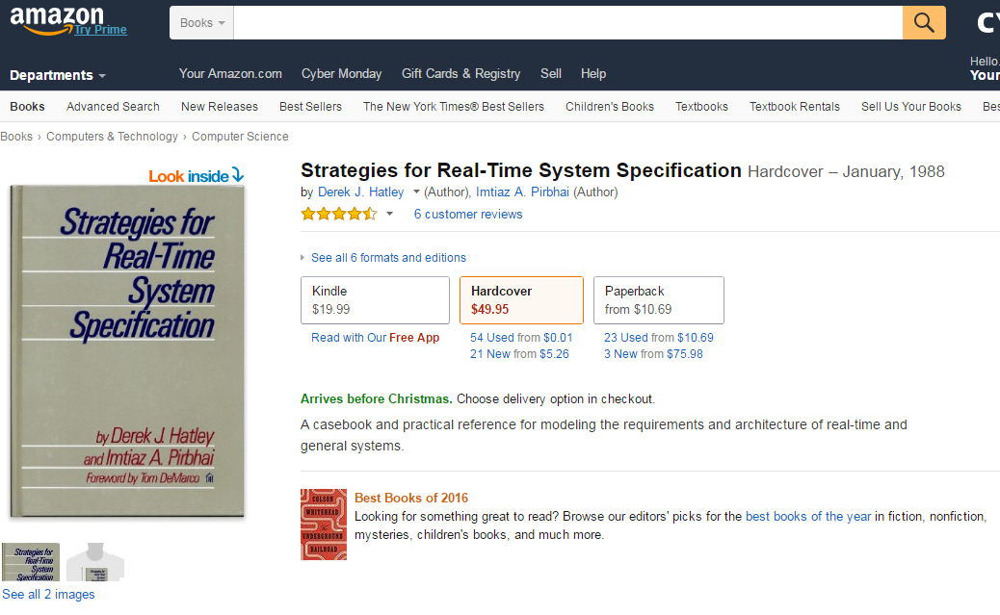 amazon
Try Prime
Books
CY
Departments
Your Amazon.com Cyber Monday Gift Cards & Registry Sell Help
Hello.
Your
Books Advanced Search New Releases Best Sellers The New York Times® Best Sellers Children's Books Textbooks Textbook Rentals Sell Us Your Books Bes
Books › Computers & Technology › Computer Science
Look inside
Strategies for Real-Time System Specification Hardcover – January, 1988
by Derek J. Hatley (Author), Imtiaz A. Pirbhai (Author)
6 customer reviews
See all 6 formats and editions
Kindle
$19.99
Read with Our Free App
Hardcover
$49.95
54 Used from $0.01
21 New from $5.26
Paperback
from $10.69
23 Used from $10.69
3 New from $75.98
Arrives before Christmas. Choose delivery option in checkout.
A casebook and practical reference for modeling the requirements and architecture of real-time and
general systems.
Strategies for
Real-Time
System
Specification
by Derek J. Hatley
and Imtiaz A. Pirbhai
Foreword by Tom DeMarco
COLSON
WHITEHEAD
UNDERGROUND
RAILROAD
Best Books of 2016
Looking for something great to read? Browse our editors' picks for the best books of the year in fiction, nonfiction,
mysteries, children's books, and much more.
Strategies for
Real-Time
System
Specification
See all 2 images